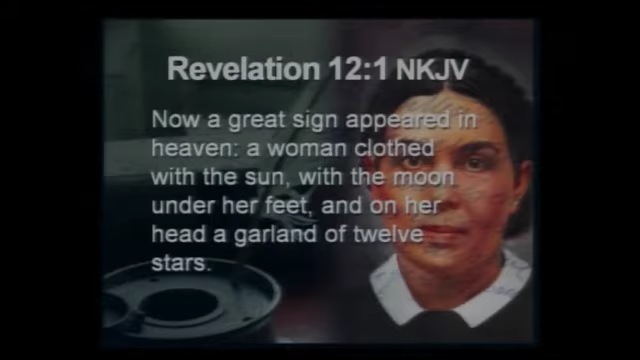 Revelation 12:1 NKJV
Now a great sign appeared in
heaven: a woman clothed
with the sun, with the moon
under her feet, and on her
head a garland of twelve
stars.